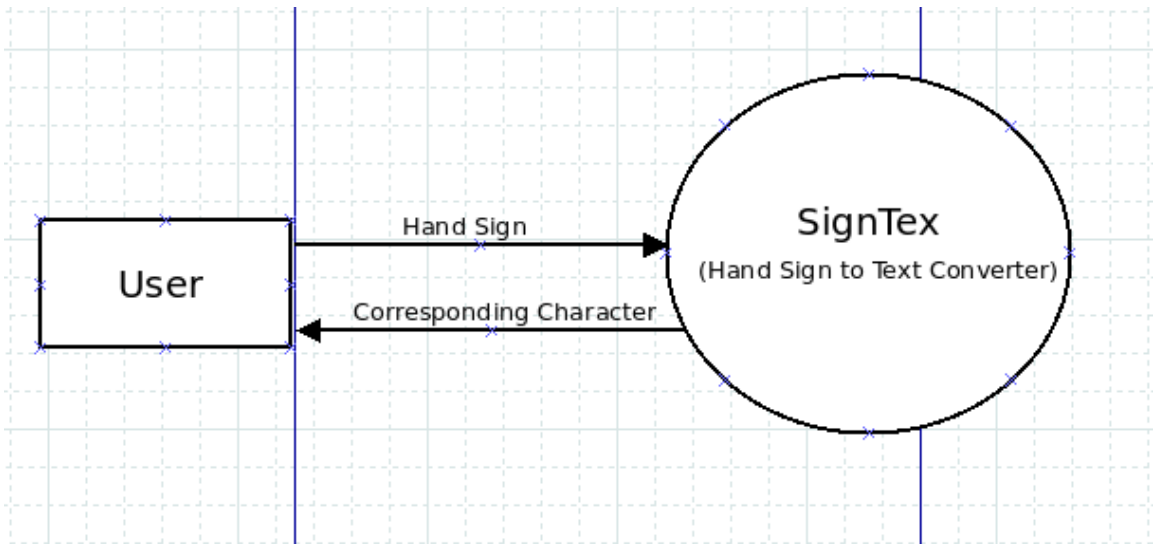 Hand Sign
SignTex
(Hand Sign to Text Converter)
User
Corresponding Character